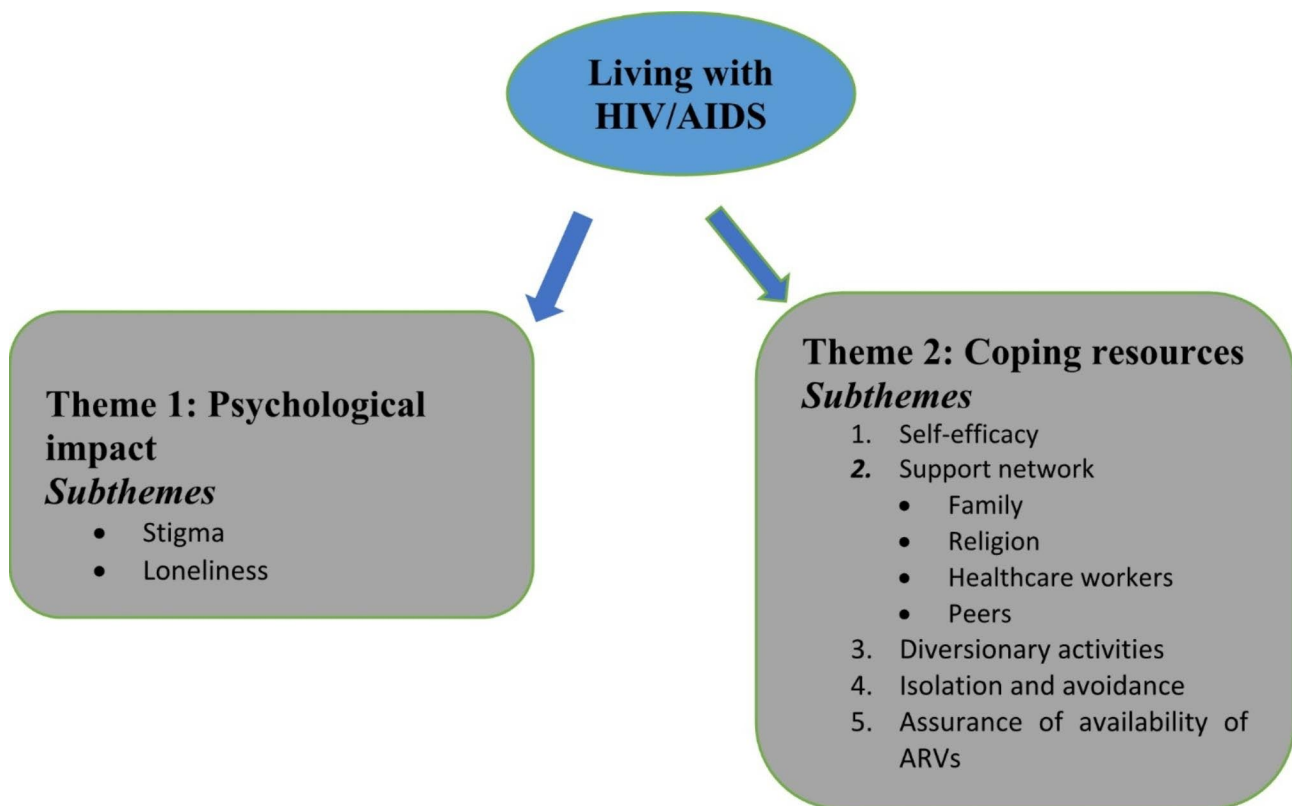 Living with
HIV/AIDS
Theme 1: Psychological
impact
Subthemes
• Stigma
• Loneliness
Theme 2: Coping resources
Subthemes
1. Self-efficacy
2. Support network
• Family
• Religion
• Healthcare workers
• Peers
3. Diversionary activities
4. Isolation and avoidance
5. Assurance of availability of
ARVs